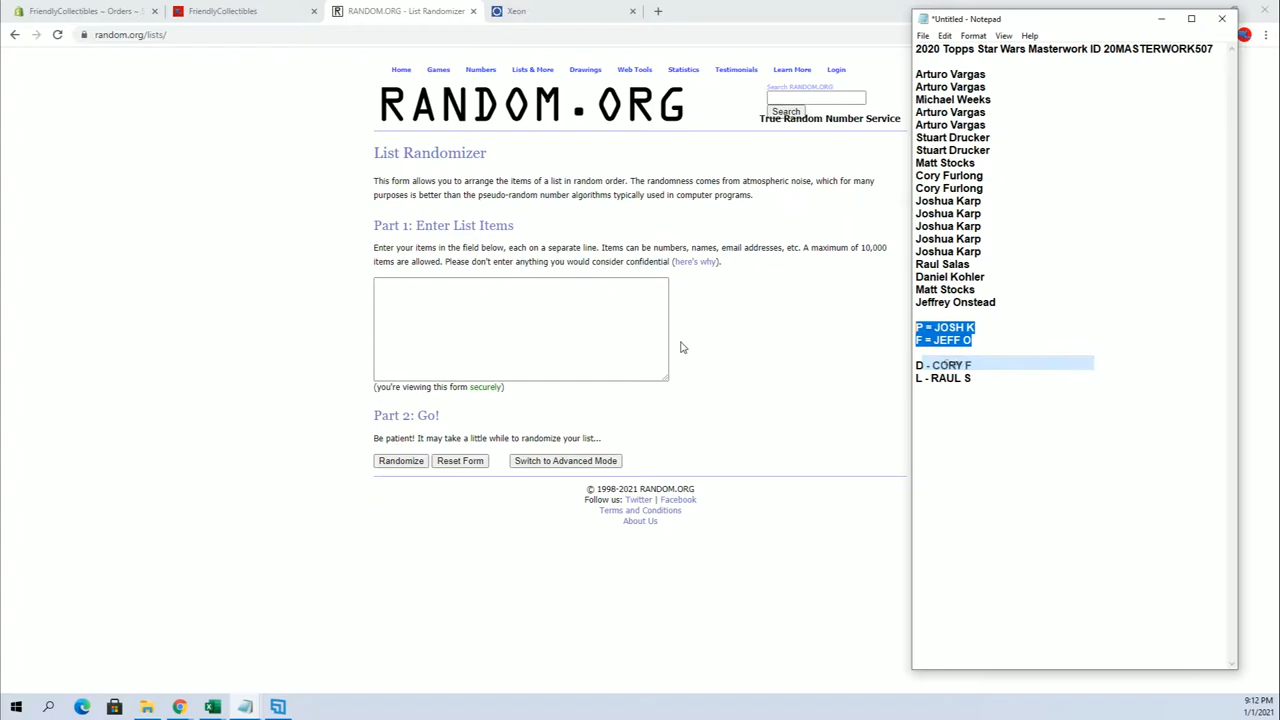 FriendlyCollectibles ~ Orders ~ S
FriendlyCollectibles
RANDOM.ORG - List Randomizer
Xeon
random.org/lists/
Home Games Numbers Lists & More Drawings Web Tools Statistics Testimonials Learn More Login
RANDOM.ORG
Search RANDOM.ORG
Search
True Random Number Service
List Randomizer
This form allows you to arrange the items of a list in random order. The randomness comes from atmospheric noise, which for many
purposes is better than the pseudo-random number algorithms typically used in computer programs.
Part 1: Enter List Items
Enter your items in the field below, each on a separate line. Items can be numbers, names, email addresses, etc. A maximum of 10,000
items are allowed. Please don't enter anything you would consider confidential (here's why).
(you're viewing this form securely)
Part 2: Go!
Be patient! It may take a little while to randomize your list...
Randomize Reset Form Switch to Advanced Mode
© 1998-2021 RANDOM.ORG
Follow us: Twitter | Facebook
Terms and Conditions
About Us
*Untitled - Notepad
File Edit Format View Help
2020 Topps Star Wars Masterwork ID 20MASTERWORK507
Arturo Vargas
Arturo Vargas
Michael Weeks
Arturo Vargas
Arturo Vargas
Stuart Drucker
Stuart Drucker
Matt Stocks
Cory Furlong
Cory Furlong
Joshua Karp
Joshua Karp
Joshua Karp
Joshua Karp
Joshua Karp
Raul Salas
Daniel Kohler
Matt Stocks
Jeffrey Onstead
P = JOSH K
F = JEFF O
D - CORY F
L - RAUL S
9:12 PM
1/1/2021